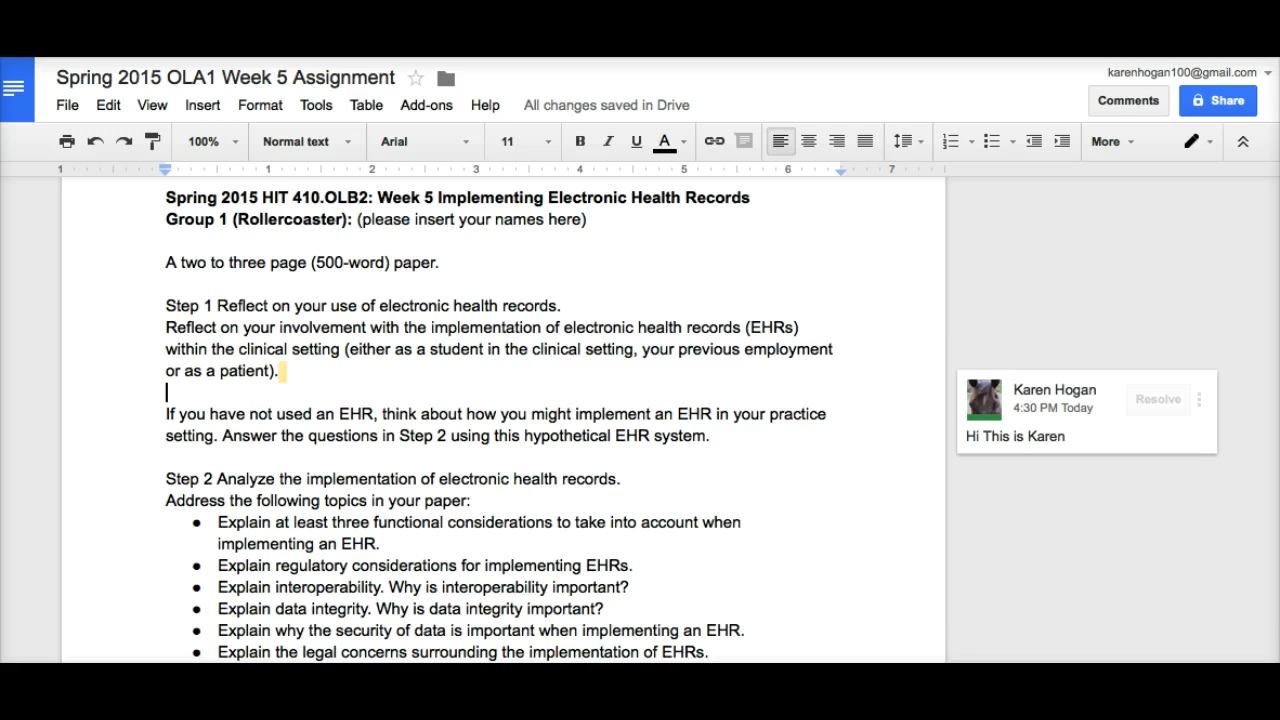 Spring 2015 OLA1 Week 5 Assignment
karenhogan100@gmail.com
File Edit View Insert Format Tools Table Add-ons Help All changes saved in Drive
Comments Share
100% Normal text Arial 11 B I U A More
1 1 2 3 4 5 6 7
Spring 2015 HIT 410.OLB2: Week 5 Implementing Electronic Health Records
Group 1 (Rollercoaster): (please insert your names here)
A two to three page (500-word) paper.
Step 1 Reflect on your use of electronic health records.
Reflect on your involvement with the implementation of electronic health records (EHRs)
within the clinical setting (either as a student in the clinical setting, your previous employment
or as a patient).
If you have not used an EHR, think about how you might implement an EHR in your practice
setting. Answer the questions in Step 2 using this hypothetical EHR system.
Step 2 Analyze the implementation of electronic health records.
Address the following topics in your paper:
● Explain at least three functional considerations to take into account when
implementing an EHR.
● Explain regulatory considerations for implementing EHRs.
● Explain interoperability. Why is interoperability important?
● Explain data integrity. Why is data integrity important?
● Explain why the security of data is important when implementing an EHR.
● Explain the legal concerns surrounding the implementation of EHRs.
Karen Hogan
4:30 PM Today
Resolve
Hi This is Karen